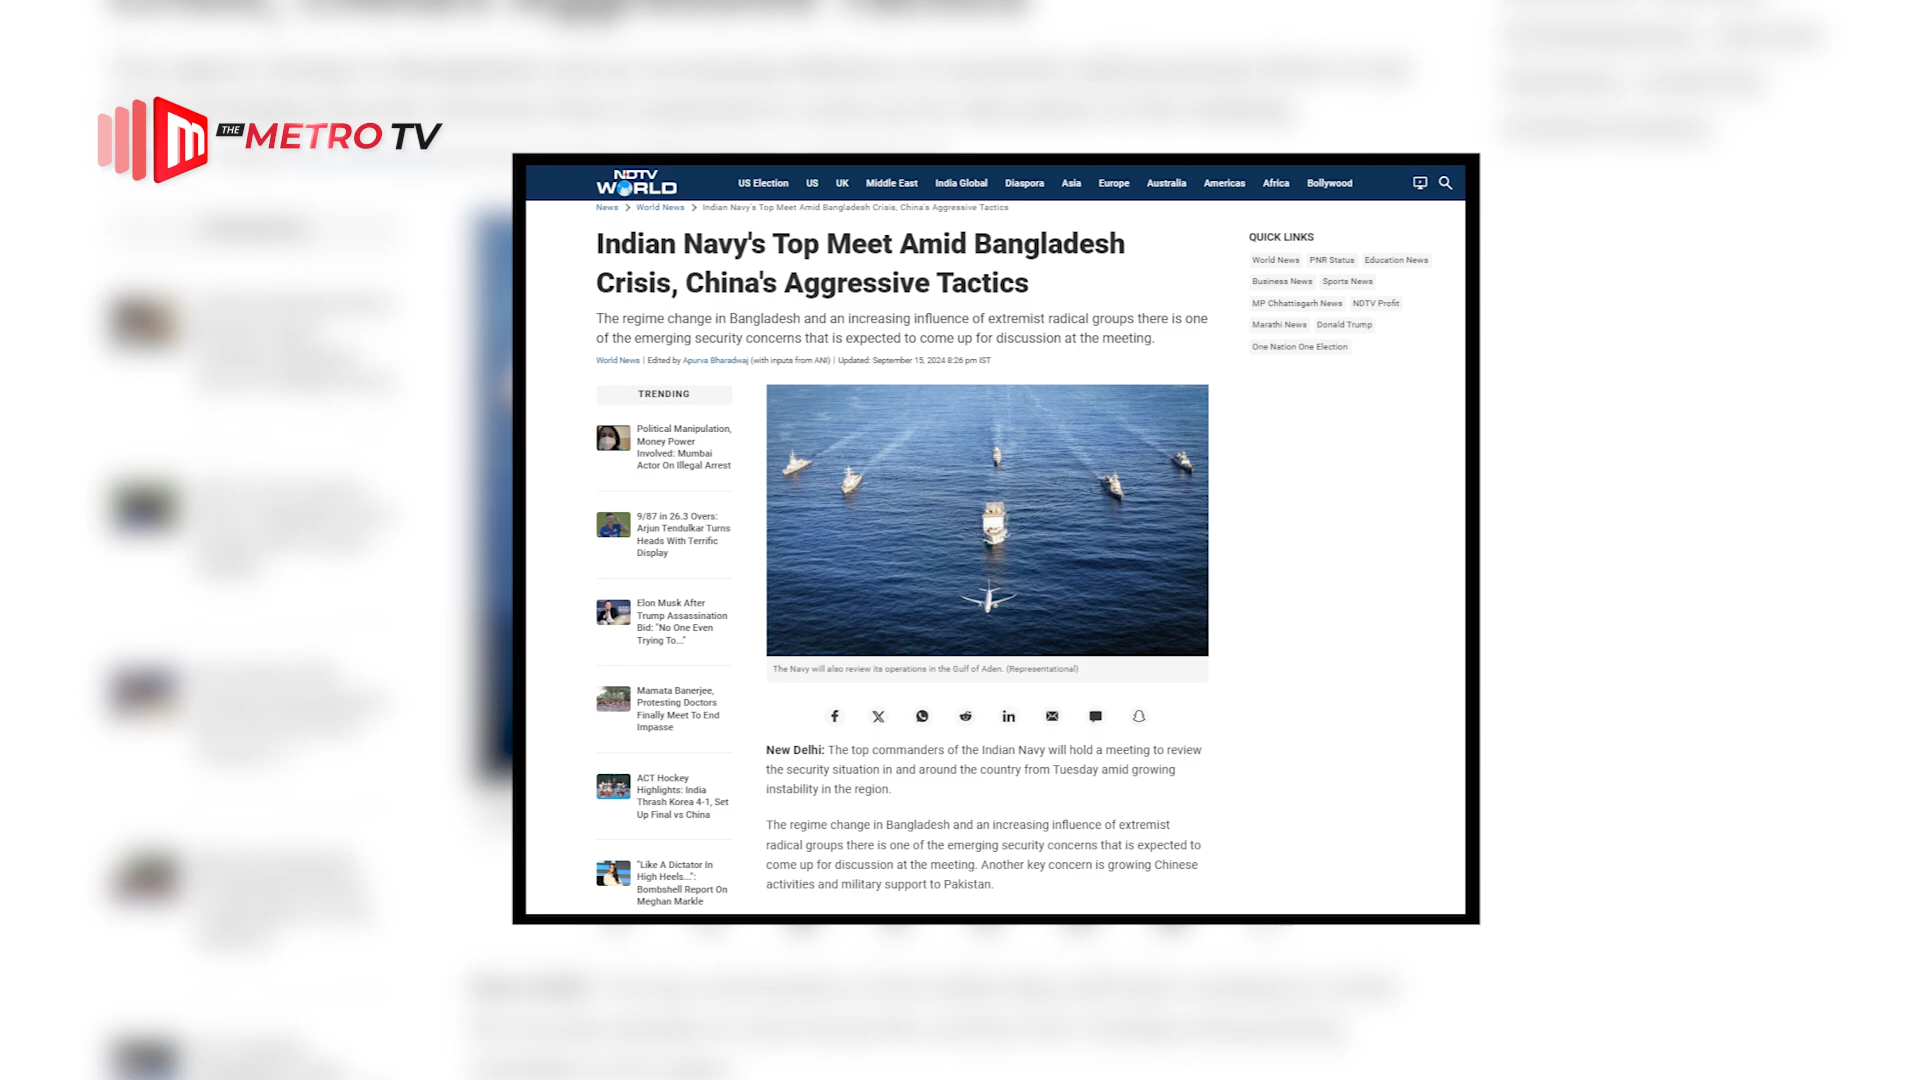 THE METRO TV
NDTV
WORLD
US Election US UK Middle East India Global Diaspora Asia Europe Australia Americas Africa Bollywood
News World News Indian Navy's Top Meet Amid Bangladesh Crisis, China's Aggressive Tactics
Indian Navy's Top Meet Amid Bangladesh
Crisis, China's Aggressive Tactics
The regime change in Bangladesh and an increasing influence of extremist radical groups there is one
of the emerging security concerns that is expected to come up for discussion at the meeting.
World News | Edited by Apurva Bharadwaj (with inputs from ANI) | Updated: September 15, 2024 8:26 pm IST
QUICK LINKS
World News PNR Status Education News
Business News Sports News
MP Chhattisgarh News NDTV Profit
Marathi News Donald Trump
One Nation One Election
TRENDING
Political Manipulation,
Money Power
Involved: Mumbai
Actor On Illegal Arrest
9/87 in 26.3 Overs:
Arjun Tendulkar Turns
Heads With Terrific
Display
Elon Musk After
Trump Assassination
Bid: "No One Even
Trying To..."
Mamata Banerjee,
Protesting Doctors
Finally Meet To End
Impasse
ACT Hockey
Highlights: India
Thrash Korea 4-1, Set
Up Final vs China
"Like A Dictator In
High Heels...":
Bombshell Report On
Meghan Markle
The Navy will also review its operations in the Gulf of Aden. (Representational)
New Delhi: The top commanders of the Indian Navy will hold a meeting to review
the security situation in and around the country from Tuesday amid growing
instability in the region.
The regime change in Bangladesh and an increasing influence of extremist
radical groups there is one of the emerging security concerns that is expected to
come up for discussion at the meeting. Another key concern is growing Chinese
activities and military support to Pakistan.